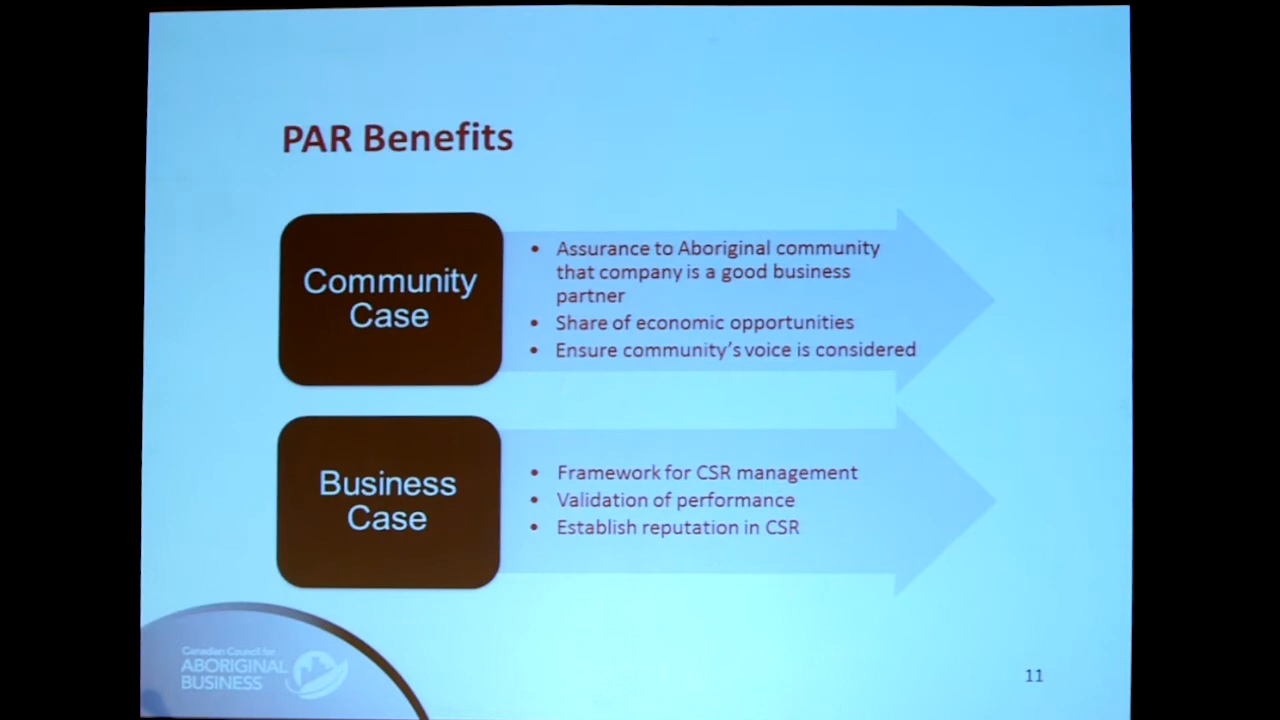 PAR Benefits
Community
Case
• Assurance to Aboriginal community
that company is a good business
partner
• Share of economic opportunities
• Ensure community's voice is considered
Business
Case
• Framework for CSR management
• Validation of performance
• Establish reputation in CSR
Canadian Council for
ABORIGINAL
BUSINESS
11